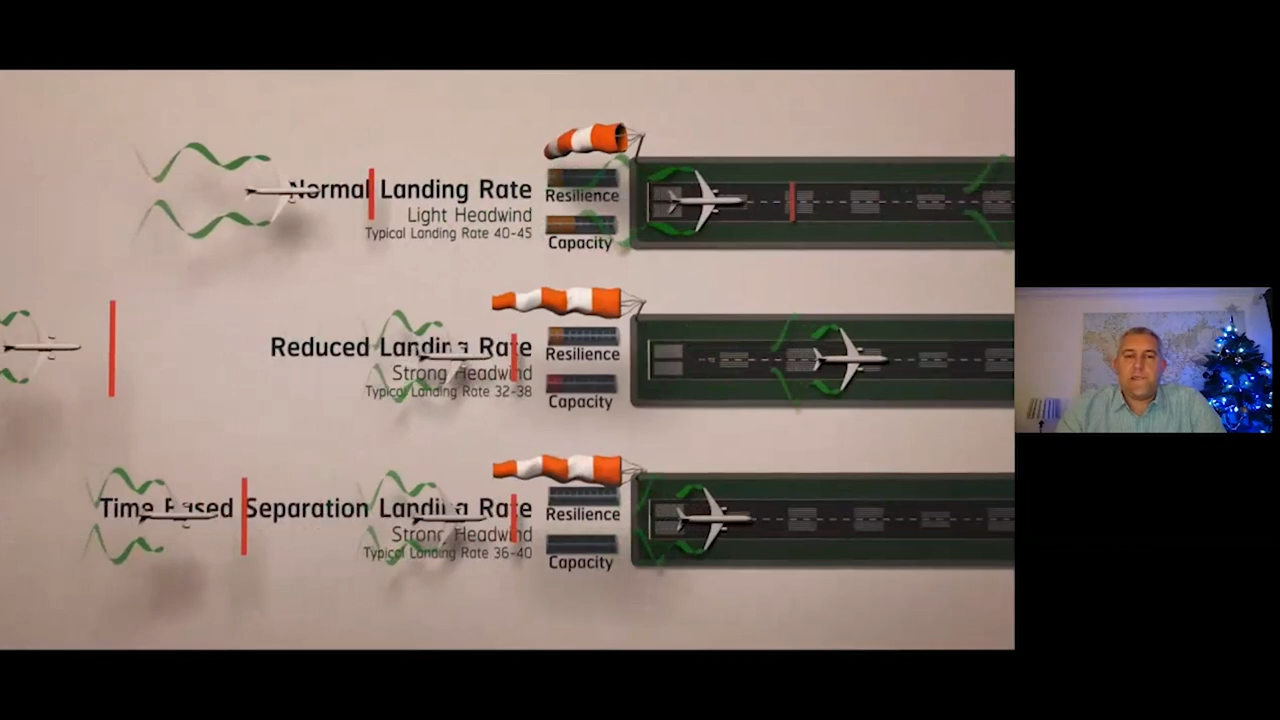 Normal Landing Rate
Light Headwind
Typical Landing Rate 40-45
Resilience
Capacity
Reduced Landing Rate
Strong Headwind
Typical Landing Rate 32-38
Resilience
Capacity
Time Based Separation Landing Rate
Strong Headwind
Typical Landing Rate 36-40
Resilience
Capacity